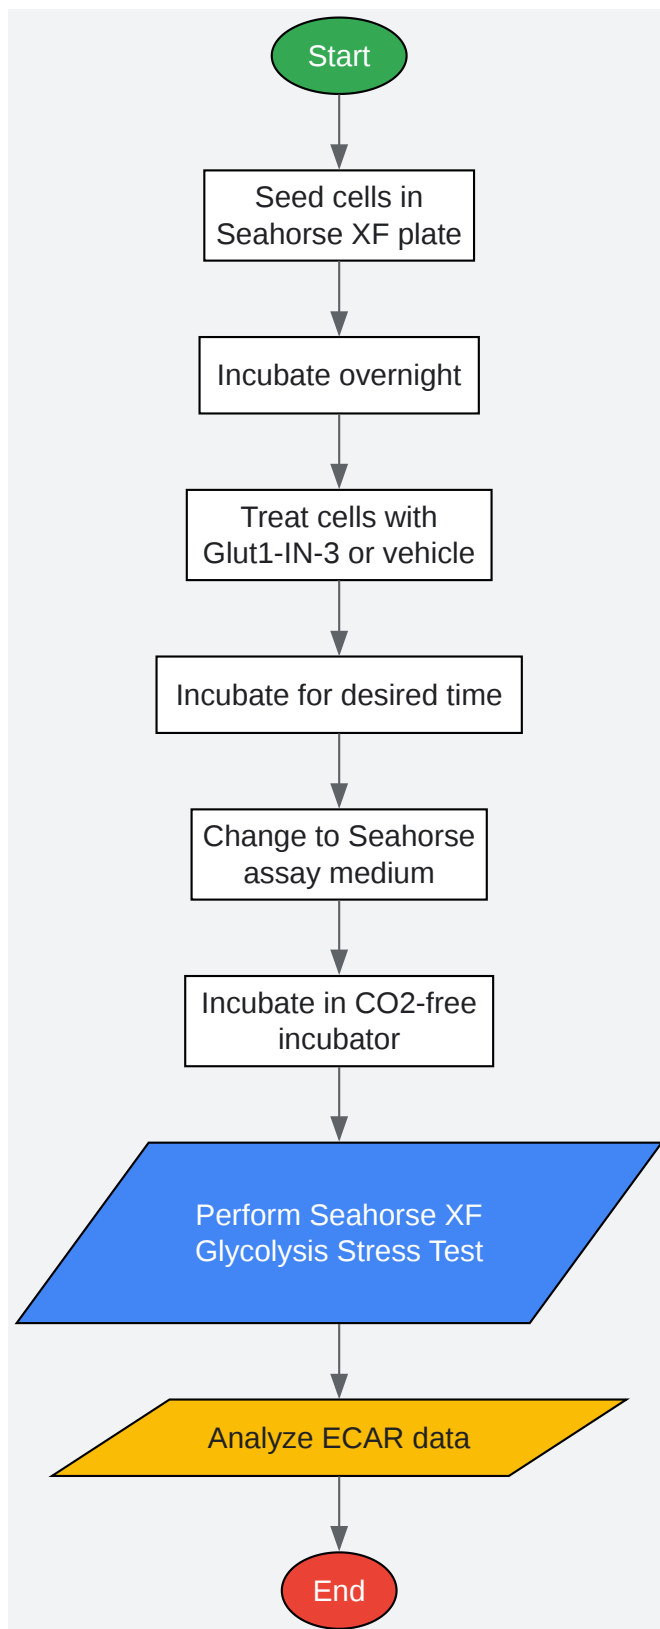 Start
Seed cells in
Seahorse XF plate
Incubate overnight
Treat cells with
Glut1-IN-3 or vehicle
Incubate for desired time
Change to Seahorse
assay medium
Incubate in CO2-free
incubator
Perform Seahorse XF
Glycolysis Stress Test
Analyze ECAR data
End